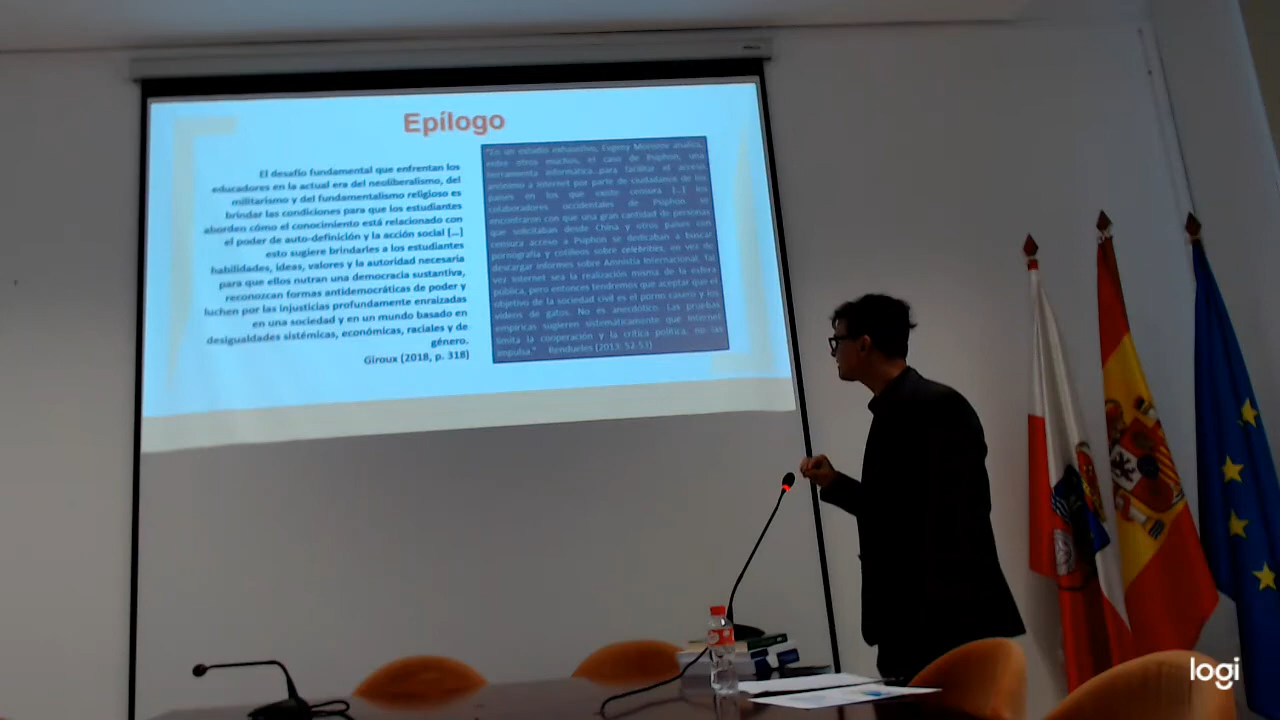 Epílogo
El desafío fundamental que enfrentan los
educadores en la actual era del neoliberalismo, del
militarismo y del fundamentalismo religioso es
brindar las condiciones para que los estudiantes
aborden cómo el conocimiento está relacionado con
el poder de auto-definición y la acción social [...]
esto sugiere brindarles a los estudiantes
habilidades, ideas, valores y la autoridad necesaria
para que ellos nutran una democracia sustantiva,
reconozcan formas antidemocráticas de poder y
luchen por las injusticias profundamente enraizadas
en una sociedad y en un mundo basado en
desigualdades sistémicas, económicas, raciales y de
género.
Giroux (2018, p. 318)
"En un estudio exhaustivo, Evgeny Morozov analiza,
entre otros muchos, el caso de Psiphon, una
herramienta informática para facilitar el acceso
anónimo a Internet por parte de ciudadanos de los
países en los que existe censura [...] los
colaboradores occidentales de Psiphon se
encontraron con que una gran cantidad de personas
que solicitaban desde China y otros países con
censura acceso a Psiphon se dedicaban a buscar
pornografía y cotilleos sobre celebrities, en vez de
descargar informes sobre Amnistía Internacional. Tal
vez Internet sea la realización misma de la esfera
pública, pero entonces tendremos que aceptar que el
objetivo de la sociedad civil es el porno casero y los
vídeos de gatos. No es anecdótico. Las pruebas
empíricas sugieren sistemáticamente que Internet
limita la cooperación y la crítica política, no las
impulsa." Rendueles (2013: 52-53)
logi